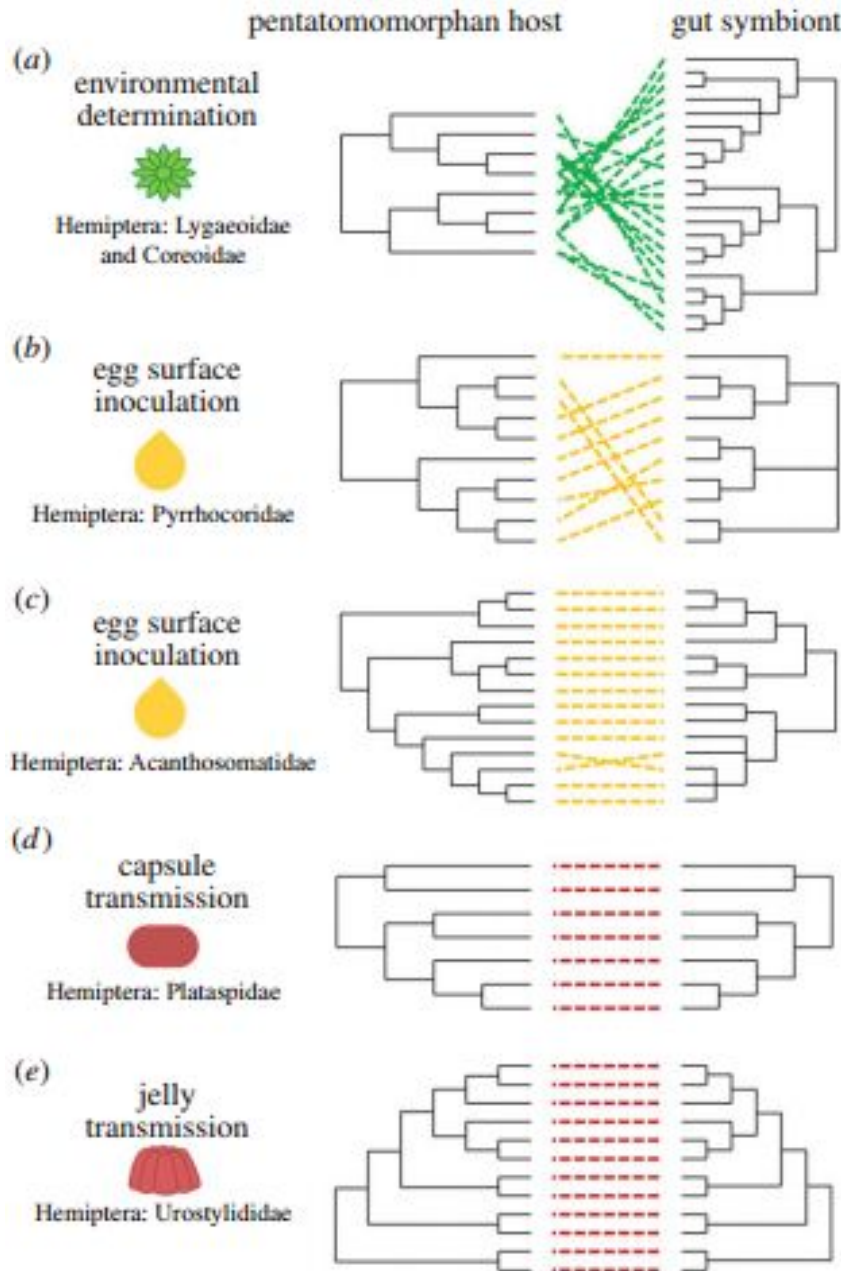 pentatomomorphan host gut symbiont
(a)
environmental
determination
Hemiptera: Lygaeoidae
and Coreoidae
(b)
egg surface
inoculation
Hemiptera: Pyrrhocoridae
(c)
egg surface
inoculation
Hemiptera: Acanthosomatidae
(d)
capsule
transmission
Hemiptera: Plataspidae
(e)
jelly
transmission
Hemiptera: Urostylididae